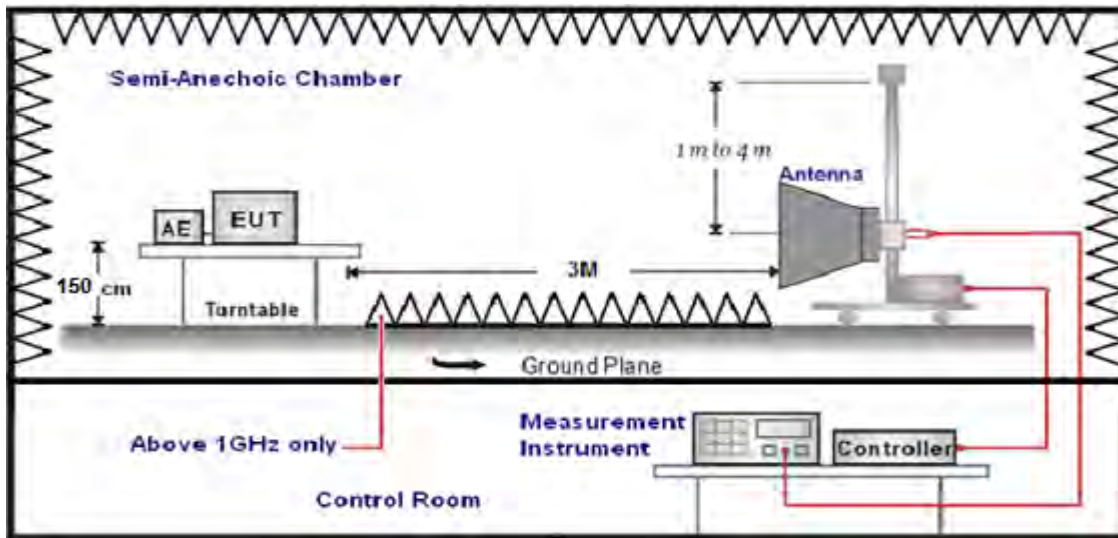 Semi-Anechoic Chamber
1 m to 4 m
Antenna
AE
EUT
150 cm
3M
Turntable
Ground Plane
Above 1GHz only
Measurement
Instrument
Controller
Control Room